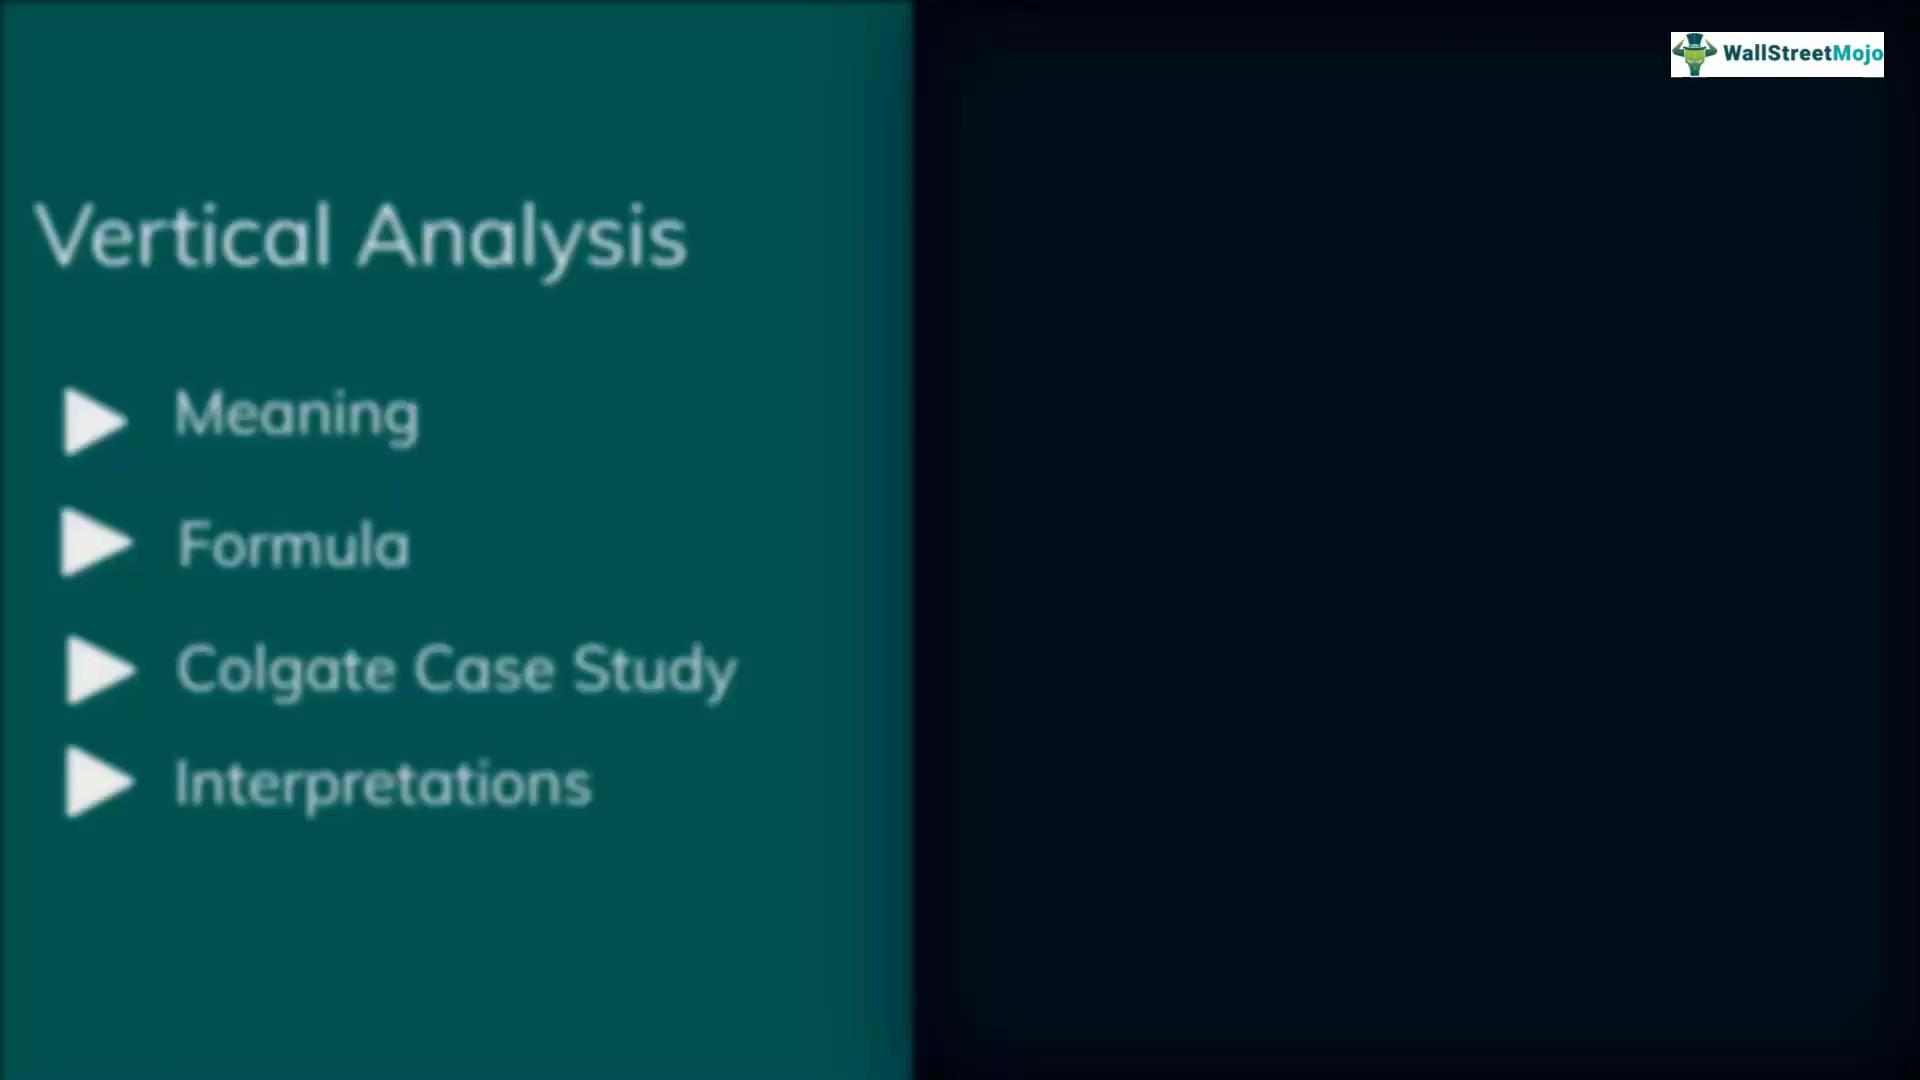 WallStreetMojo
Vertical Analysis
Meaning
Formula
Colgate Case Study
Interpretations